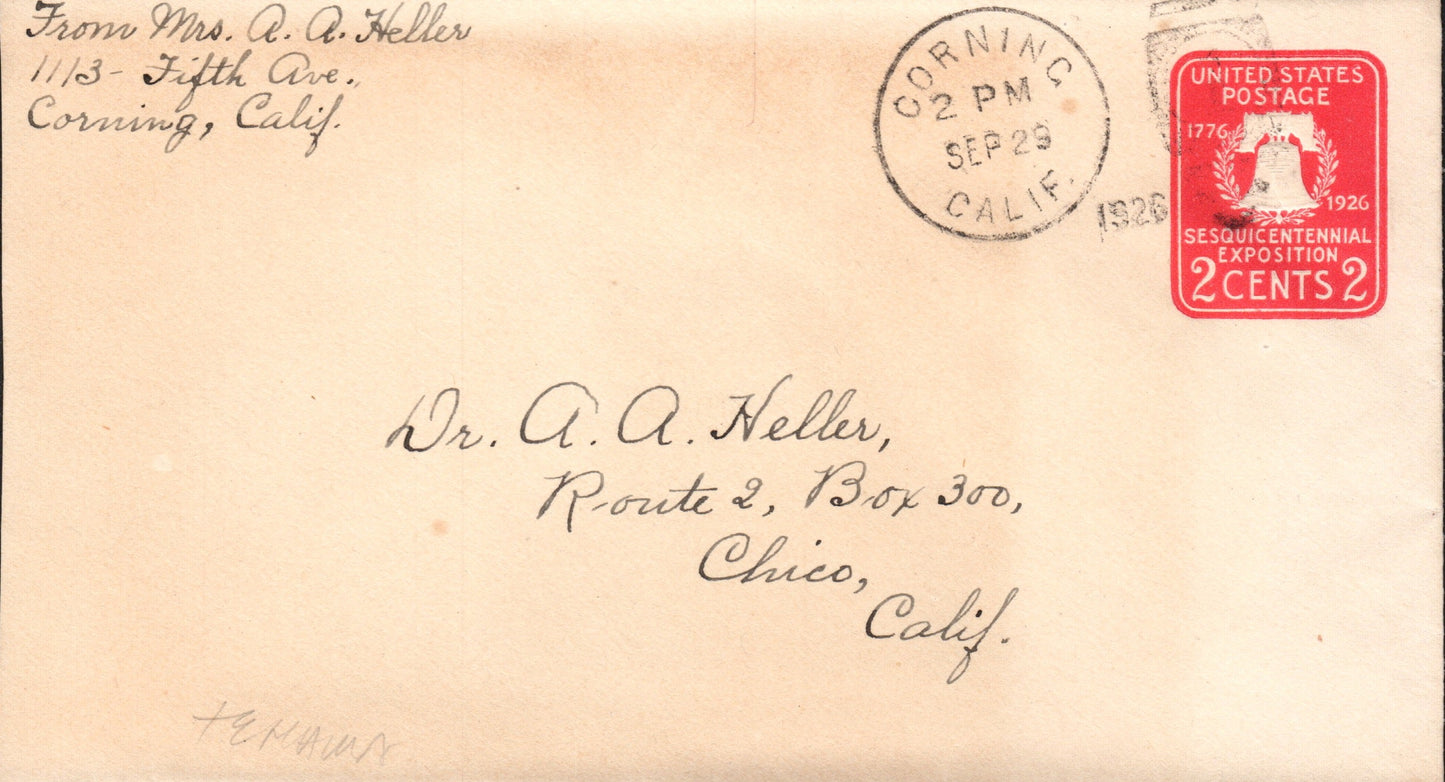 From Mrs. A. A. Heller
1113 - Fifth Ave.,
Corning, Calif.
CORNING
2 PM
SEP 29
CALIF.
1926
UNITED STATES
POSTAGE
1776
1926
SESQUICENTENNIAL
EXPOSITION
2 CENTS 2
Dr. A. A. Heller,
Route 2, Box 300,
Chico,
Calif.
TEHAMA